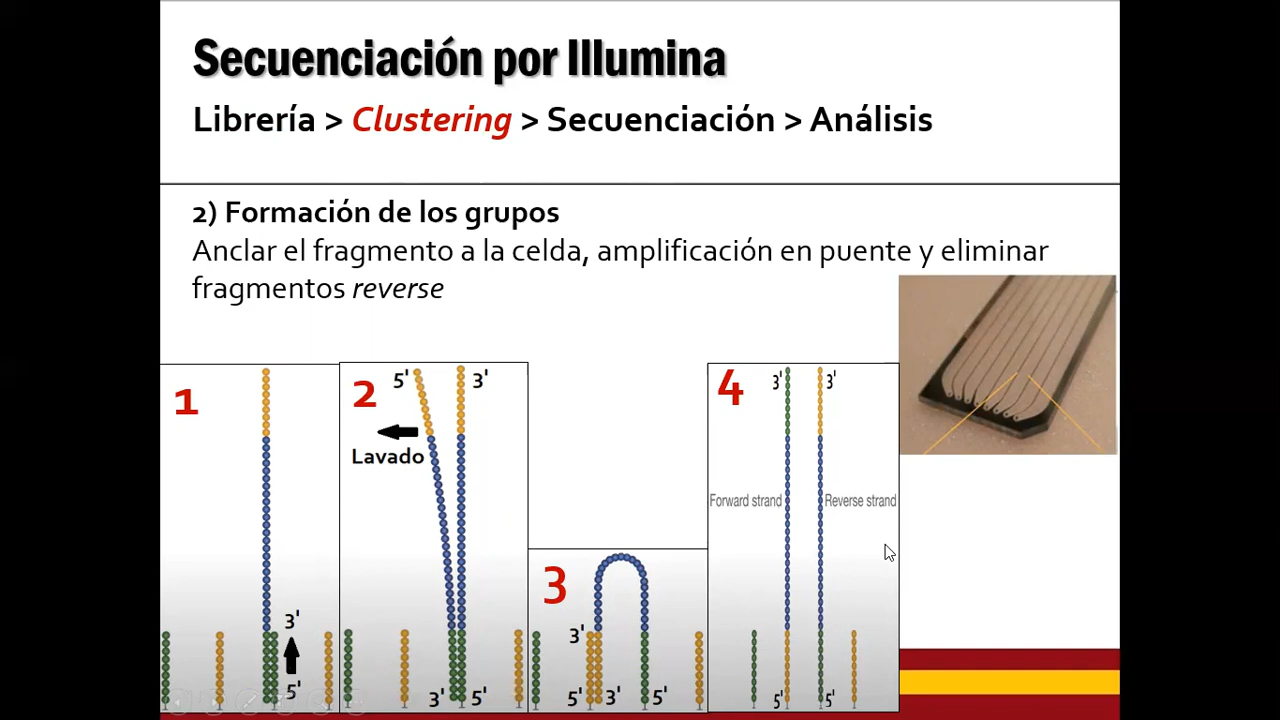 Secuenciación por Illumina
Librería > Clustering > Secuenciación > Análisis
2) Formación de los grupos
Anclar el fragmento a la celda, amplificación en puente y eliminar
fragmentos reverse
1
3'
5'
2
5'
3'
Lavado
3'
5'
3
3'
5'
3'
5'
4
3'
3'
Forward strand
Reverse strand
5'
5'